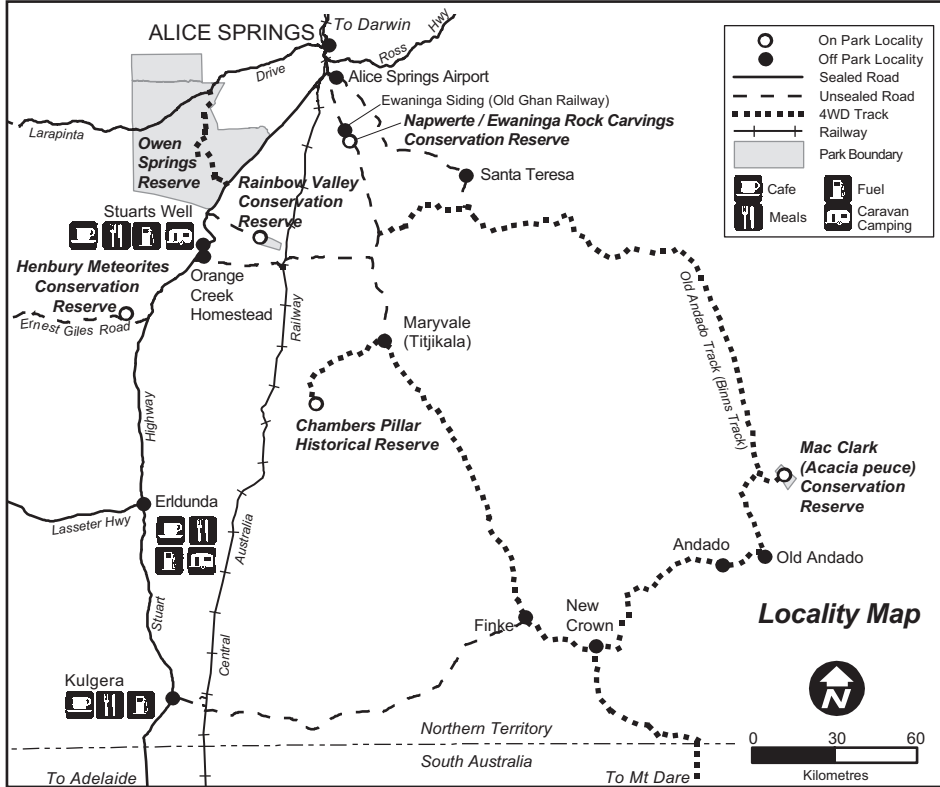 ALICE SPRINGS
To Darwin
Ross
Hwy
Drive
Alice Springs Airport
Ewaninga Siding (Old Ghan Railway)
Napwerte / Ewaninga Rock Carvings
Conservation Reserve
Larapinta
Owen
Springs
Reserve
Santa Teresa
Rainbow Valley
Conservation
Reserve
Stuarts Well
Henbury Meteorites
Conservation
Reserve
Orange
Creek
Homestead
Ernest Giles Road
Railway
Maryvale
(Titjikala)
Old Andado Track (Binns Track)
Chambers Pillar
Historical Reserve
Highway
Mac Clark
(Acacia peuce)
Conservation
Reserve
Erldunda
Lasseter Hwy
Australia
Andado
Old Andado
Stuart
Central
Finke
New
Crown
Kulgera
Northern Territory
South Australia
To Adelaide
To Mt Dare
On Park Locality
Off Park Locality
Sealed Road
Unsealed Road
4WD Track
Railway
Park Boundary
Cafe
Fuel
Meals
Caravan
Camping
Locality Map
N
0 30 60
Kilometres